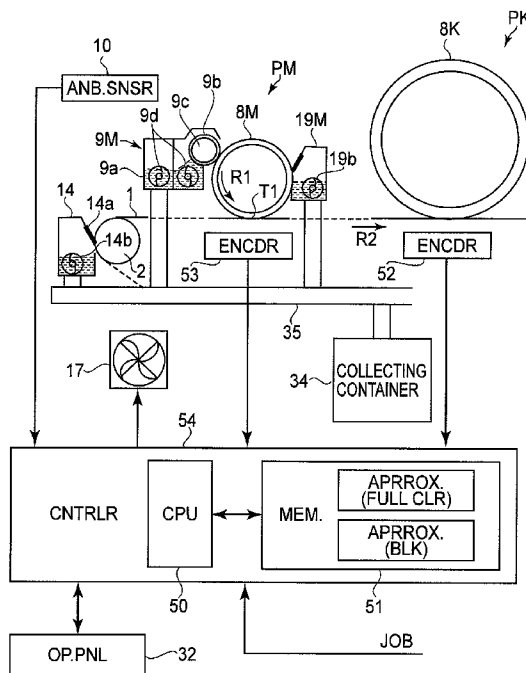 10
ANB.SNSR
PM
8K
PK
9b
9c
9d
8M
9M
19M
9a
19b
R1
14
14a
1
T1
14b
2
ENCDR
R2
ENCDR
53
52
35
17
34
COLLECTING
CONTAINER
54
CNTRLR
CPU
MEM.
APRROX.
(FULL CLR)
APRROX.
(BLK)
50
51
JOB
OP.PNL
32